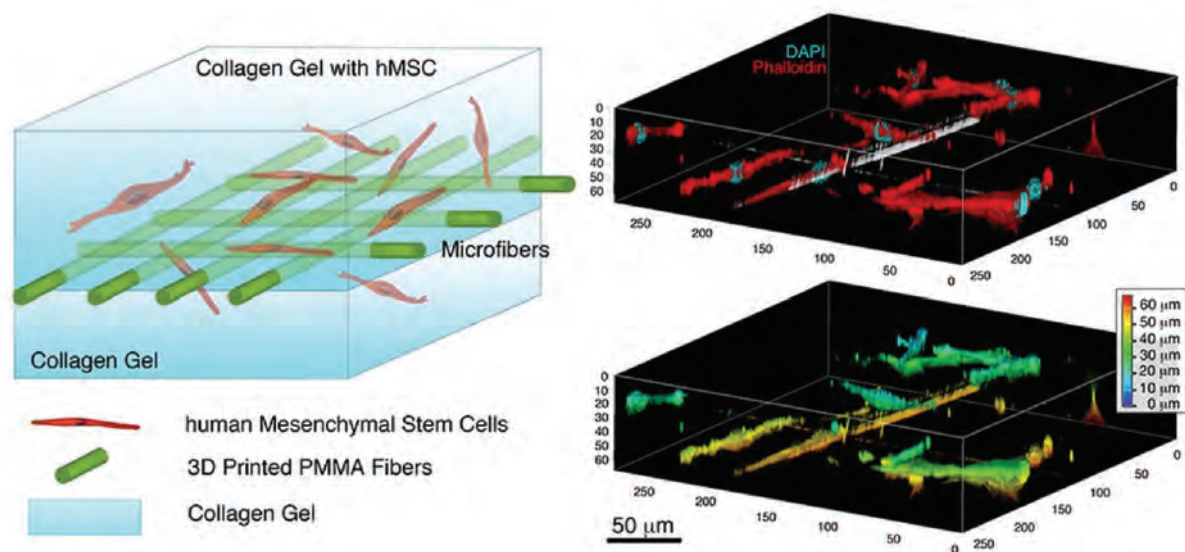 Collagen Gel with hMSC
Microfibers
Collagen Gel
human Mesenchymal Stem Cells
3D Printed PMMA Fibers
Collagen Gel
DAPI
Phalloidin
0
10
20
30
40
50
60
250
200
150
100
50
0
250
200
150
100
50
0
60 μm
50 μm
40 μm
30 μm
20 μm
10 μm
0 μm
0
10
20
30
40
50
60
250
200
150
100
50
0
250
200
150
100
50
0
50 μm